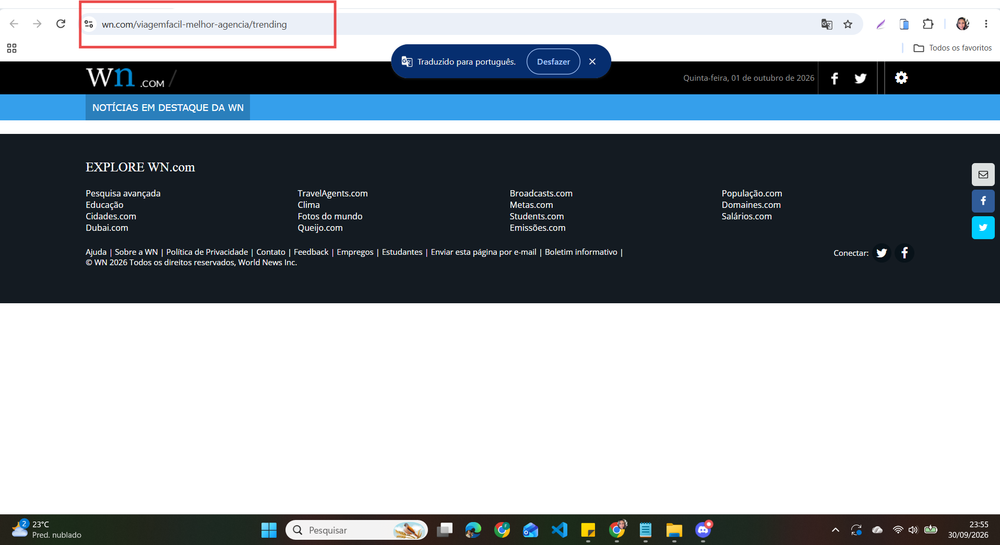 wn.com/viagemfacil-melhor-agencia/trending
Todos os favoritos
Traduzido para português. Desfazer
wn .COM /
Quinta-feira, 01 de outubro de 2026
NOTÍCIAS EM DESTAQUE DA WN
EXPLORE WN.com
Pesquisa avançada
Educação
Cidades.com
Dubai.com
TravelAgents.com
Clima
Fotos do mundo
Queijo.com
Broadcasts.com
Metas.com
Students.com
Emissões.com
População.com
Domaines.com
Salários.com
Ajuda | Sobre a WN | Política de Privacidade | Contato | Feedback | Empregos | Estudantes | Enviar esta página por e-mail | Boletim informativo |
© WN 2026 Todos os direitos reservados, World News Inc.
Conectar:
2
23°C
Pred. nublado
Pesquisar
F
23:55
30/09/2026